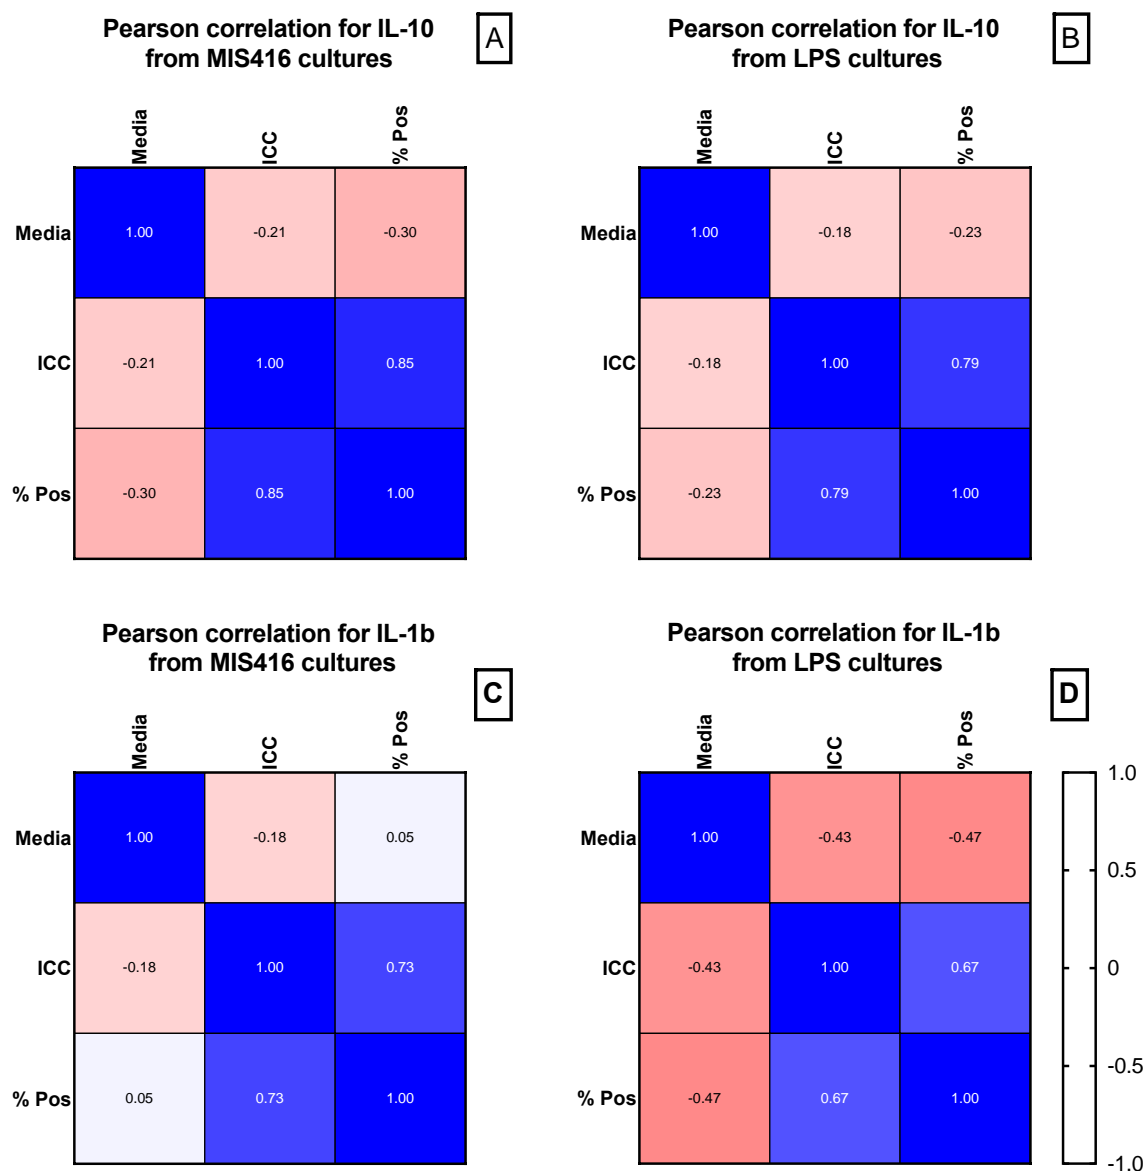 Pearson correlation for IL-10
from MIS416 cultures
A
Media
ICC
% Pos
Media
1.00
-0.21
-0.30
ICC
-0.21
1.00
0.85
% Pos
-0.30
0.85
1.00
Pearson correlation for IL-10
from LPS cultures
B
Media
ICC
% Pos
Media
1.00
-0.18
-0.23
ICC
-0.18
1.00
0.79
% Pos
-0.23
0.79
1.00
Pearson correlation for IL-1b
from MIS416 cultures
C
Media
ICC
% Pos
Media
1.00
-0.18
0.05
ICC
-0.18
1.00
0.73
% Pos
0.05
0.73
1.00
Pearson correlation for IL-1b
from LPS cultures
D
Media
ICC
% Pos
Media
1.00
-0.43
-0.47
ICC
-0.43
1.00
0.67
% Pos
-0.47
0.67
1.00
1.0
0.5
0
-0.5
-1.0